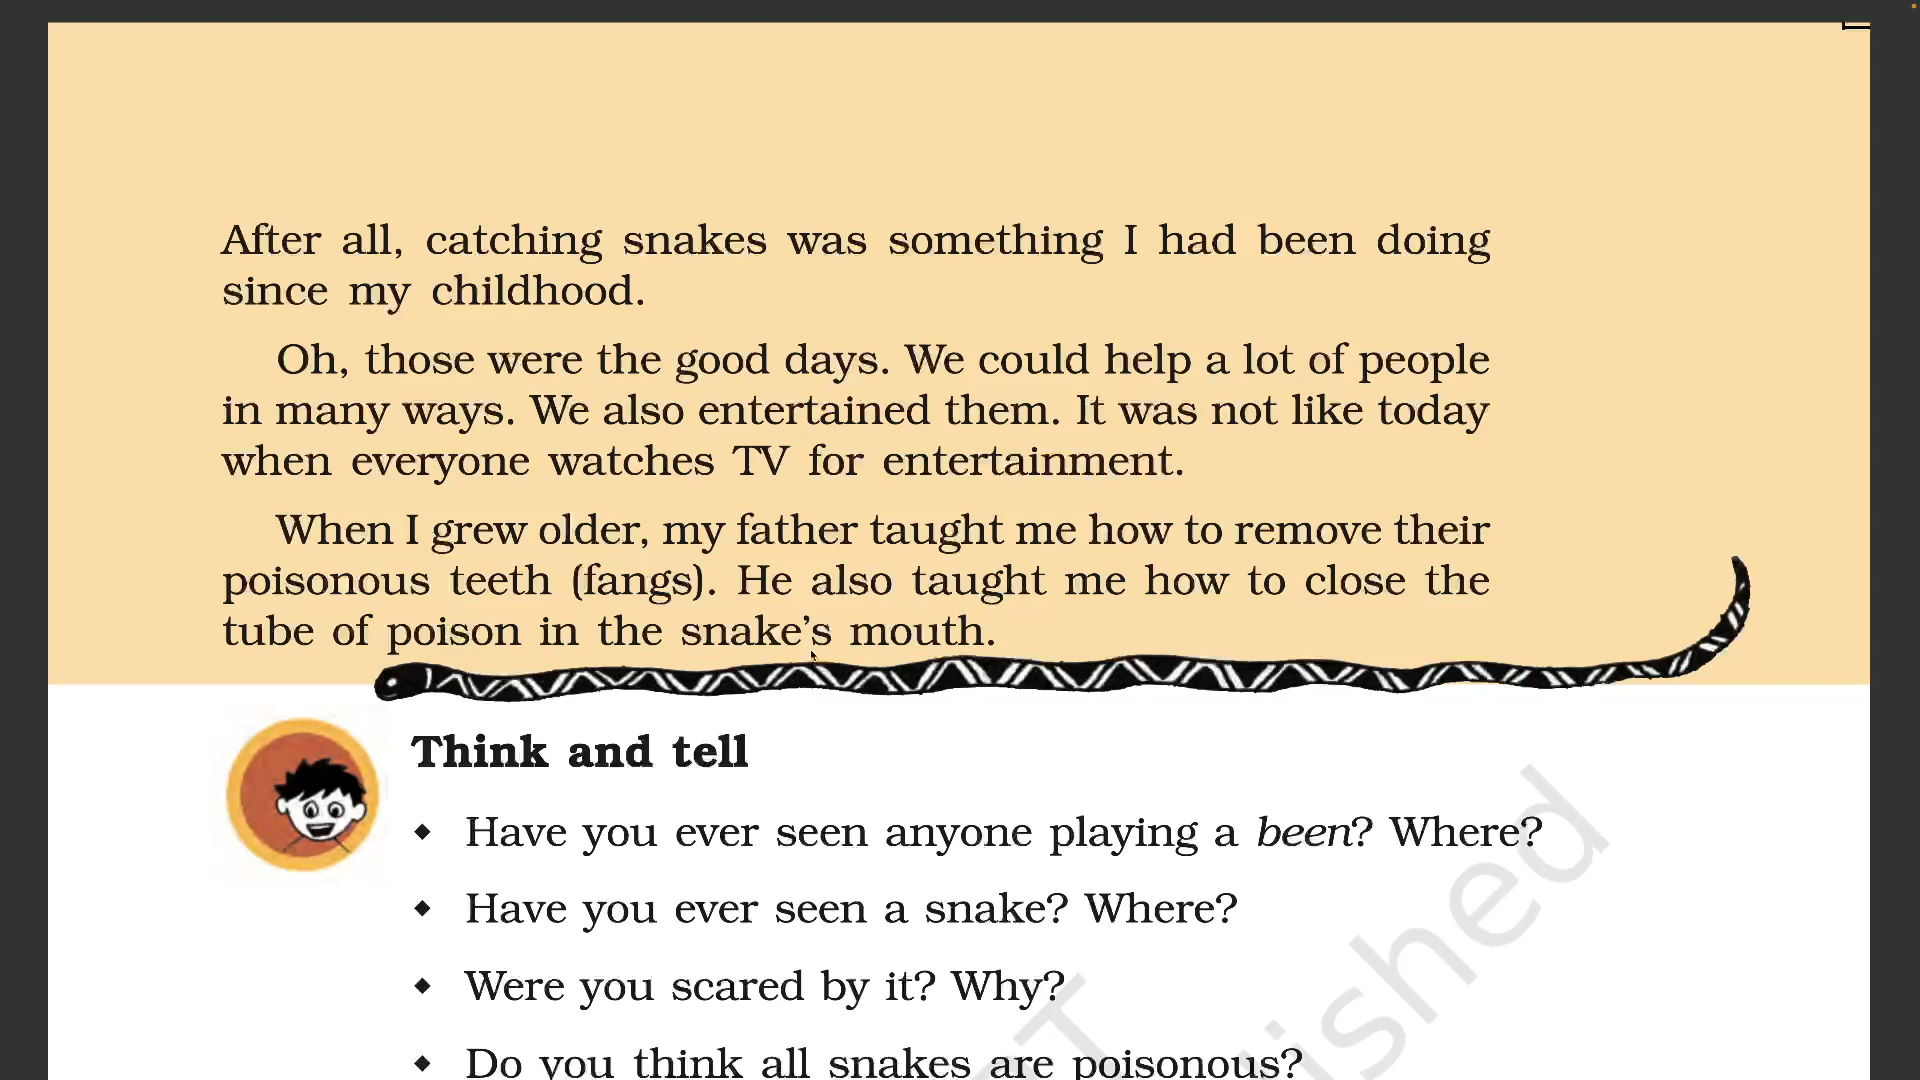 After all, catching snakes was something I had been doing
since my childhood.
Oh, those were the good days. We could help a lot of people
in many ways. We also entertained them. It was not like today
when everyone watches TV for entertainment.
When I grew older, my father taught me how to remove their
poisonous teeth (fangs). He also taught me how to close the
tube of poison in the snake’s mouth.
Think and tell
◆ Have you ever seen anyone playing a been? Where?
◆ Have you ever seen a snake? Where?
◆ Were you scared by it? Why?
◆ Do you think all snakes are poisonous?